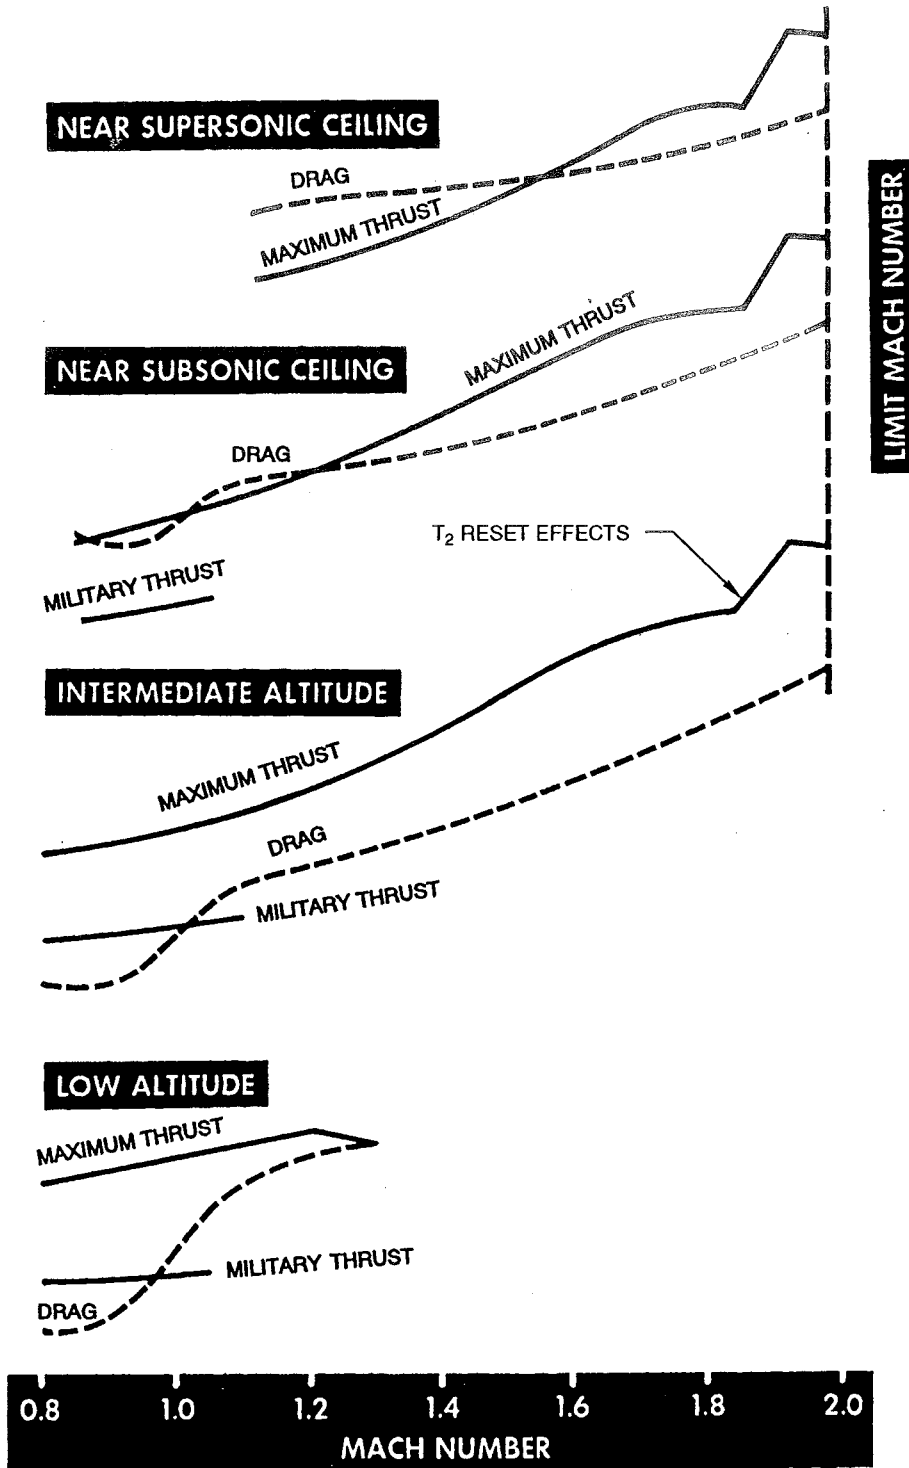 NEAR SUPERSONIC CEILING
DRAG
MAXIMUM THRUST
LIMIT MACH NUMBER
MAXIMUM THRUST
NEAR SUBSONIC CEILING
DRAG
T2 RESET EFFECTS
MILITARY THRUST
INTERMEDIATE ALTITUDE
MAXIMUM THRUST
DRAG
MILITARY THRUST
LOW ALTITUDE
MAXIMUM THRUST
MILITARY THRUST
DRAG
0.8 1.0 1.2 1.4 1.6 1.8 2.0
MACH NUMBER